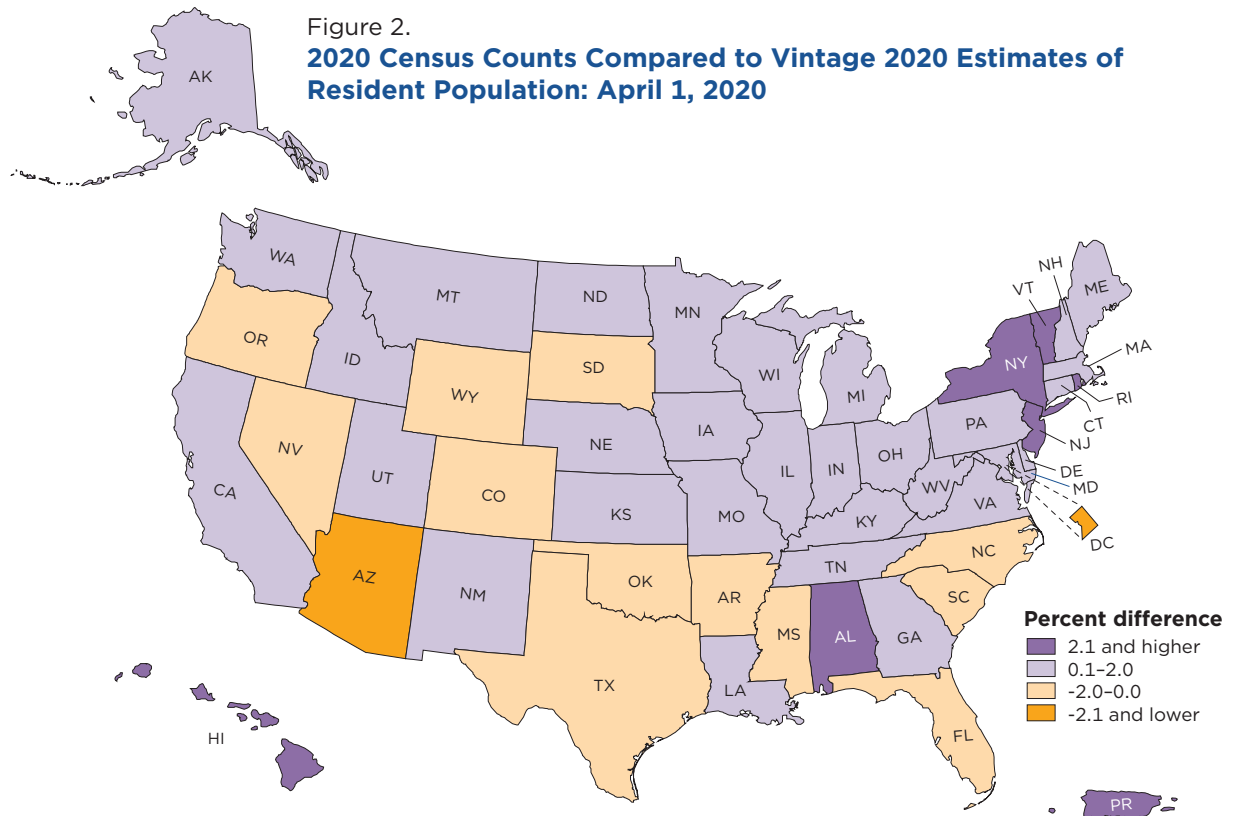 Figure 2.
2020 Census Counts Compared to Vintage 2020 Estimates of
Resident Population: April 1, 2020
AK
WA
MT
ND
MN
NH
VT
ME
OR
ID
WY
SD
WI
MI
NY
MA
RI
CT
NJ
NV
UT
CO
NE
IA
IL
IN
OH
PA
DE
MD
DC
CA
KS
MO
KY
WV
VA
AZ
NM
OK
AR
TN
NC
SC
TX
LA
MS
AL
GA
FL
HI
PR
Percent difference
2.1 and higher
0.1–2.0
-2.0–0.0
-2.1 and lower